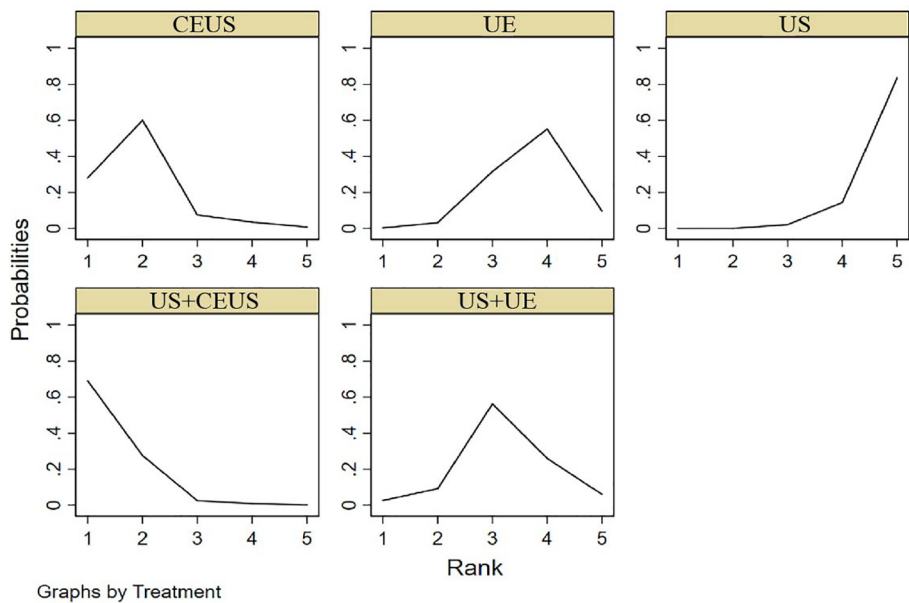 CEUS
UE
US
0 .2 .4 .6 .8 1
0 .2 .4 .6 .8 1
0 .2 .4 .6 .8 1
1 2 3 4 5
1 2 3 4 5
1 2 3 4 5
Probabilities
US+CEUS
US+UE
0 .2 .4 .6 .8 1
0 .2 .4 .6 .8 1
1 2 3 4 5
1 2 3 4 5
Rank
Graphs by Treatment